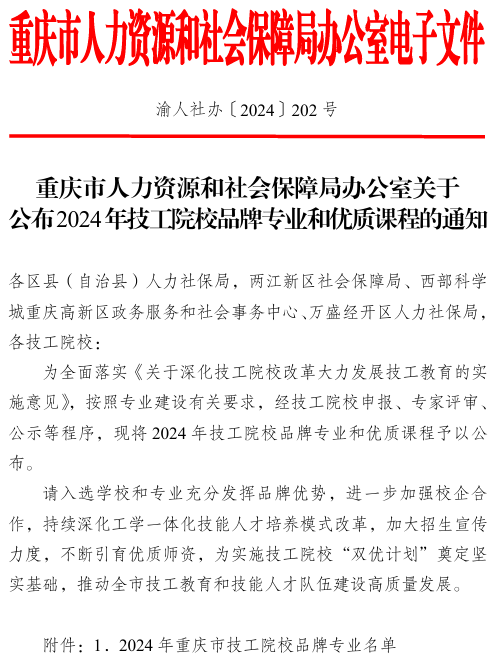 重庆市人力资源和社会保障局办公室电子文件
渝人社办〔2024〕202 号
重庆市人力资源和社会保障局办公室关于
公布2024年技工院校品牌专业和优质课程的通知
各区县（自治县）人力社保局，两江新区社会保障局、西部科学
城重庆高新区政务服务和社会事务中心、万盛经开区人力社保局，
各技工院校：
为全面落实《关于深化技工院校改革大力发展技工教育的实
施意见》，按照专业建设有关要求，经技工院校申报、专家评审、
公示等程序，现将 2024 年技工院校品牌专业和优质课程予以公
布。
请入选学校和专业充分发挥品牌优势，进一步加强校企合
作，持续深化工学一体化技能人才培养模式改革，加大招生宣传
力度，不断引育优质师资，为实施技工院校“双优计划”奠定坚
实基础，推动全市技工教育和技能人才队伍建设高质量发展。
附件：1．2024 年重庆市技工院校品牌专业名单